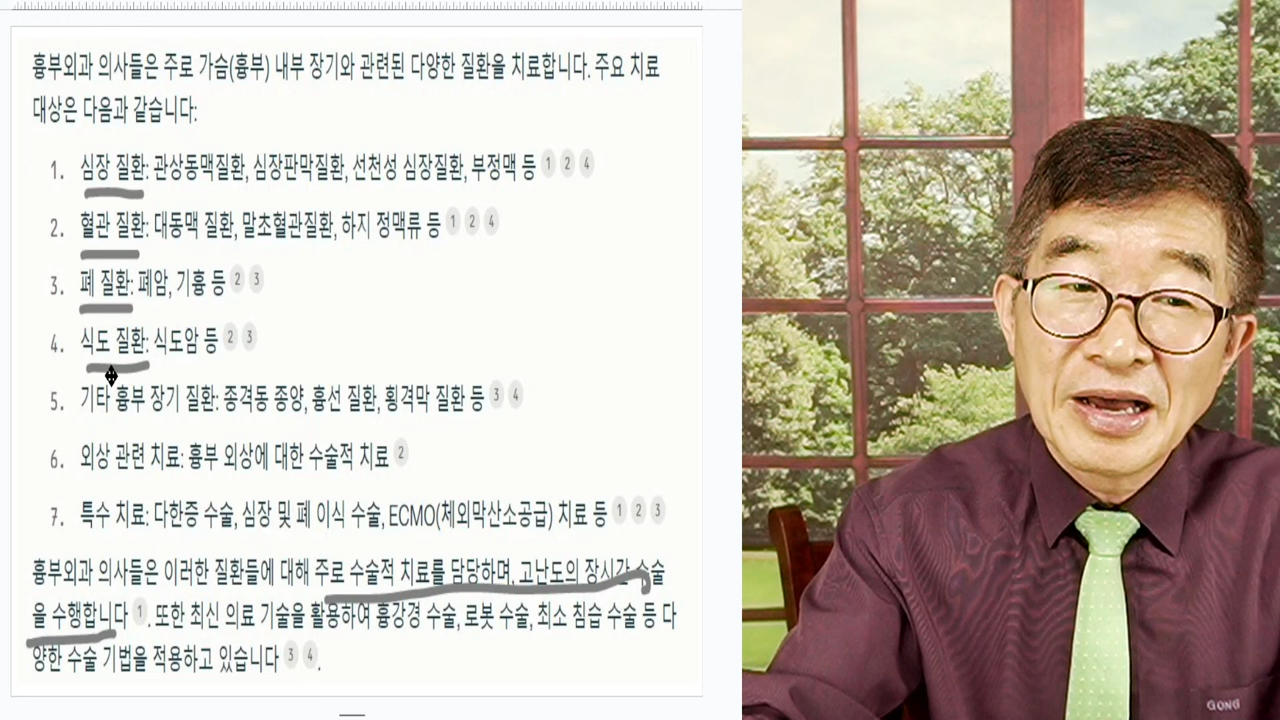 흉부외과 의사들은 주로 가슴(흉부) 내부 장기와 관련된 다양한 질환을 치료합니다. 주요 치료
대상은 다음과 같습니다:
1. 심장 질환: 관상동맥질환, 심장판막질환, 선천성 심장질환, 부정맥 등 1 2 4
2. 혈관 질환: 대동맥 질환, 말초혈관질환, 하지 정맥류 등 1 2 4
3. 폐 질환: 폐암, 기흉 등 2 3
4. 식도 질환: 식도암 등 2 3
5. 기타 흉부 장기 질환: 종격동 종양, 흉선 질환, 횡격막 질환 등 3 4
6. 외상 관련 치료: 흉부 외상에 대한 수술적 치료 2
7. 특수 치료: 다한증 수술, 심장 및 폐 이식 수술, ECMO(체외막산소공급) 치료 등 1 2 3
흉부외과 의사들은 이러한 질환들에 대해 주로 수술적 치료를 담당하며, 고난도의 장시간 수술
을 수행합니다 1. 또한 최신 의료 기술을 활용하여 흉강경 수술, 로봇 수술, 최소 침습 수술 등 다
양한 수술 기법을 적용하고 있습니다 3 4.
GONG